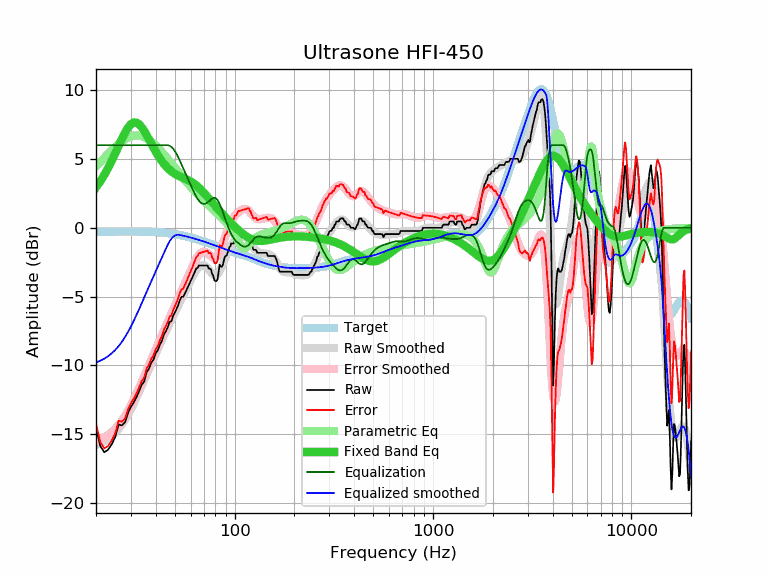 Ultrasone HFI-450
10
5
0
−5
−10
−15
−20
Amplitude (dBr)
Target
Raw Smoothed
Error Smoothed
Raw
Error
Parametric Eq
Fixed Band Eq
Equalization
Equalized smoothed
100 1000 10000
Frequency (Hz)